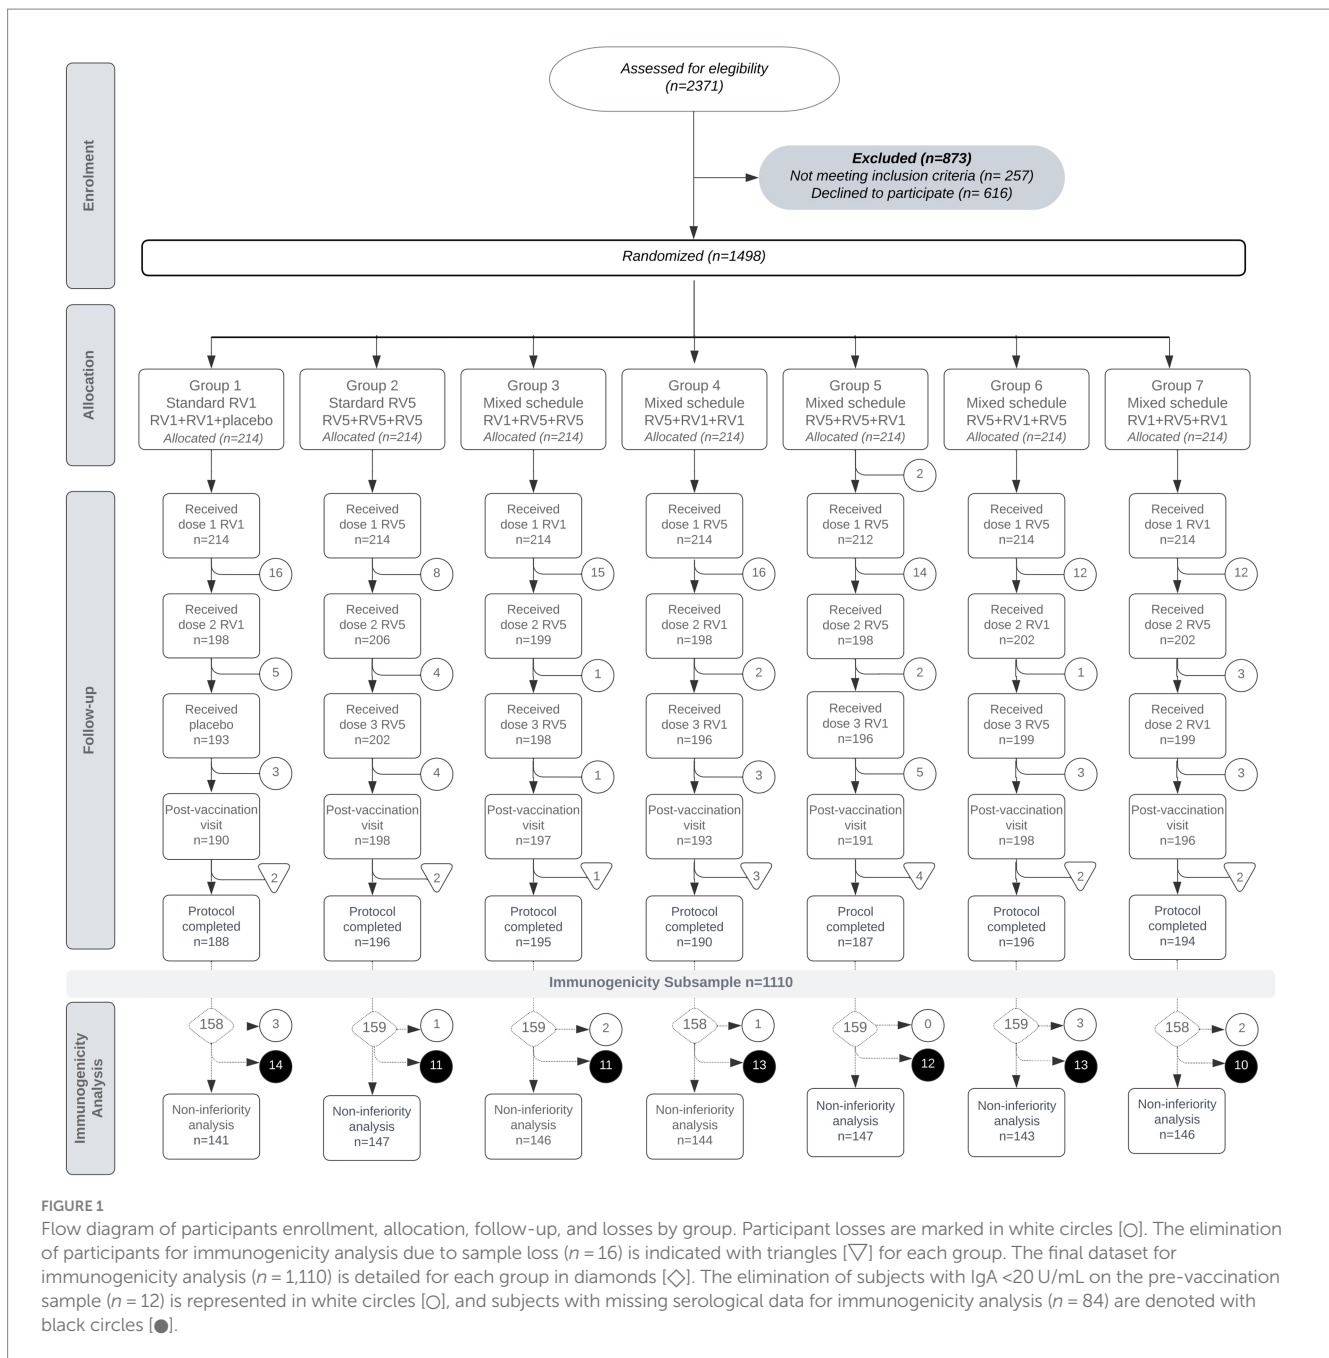 Enrolment
Assessed for elegibility
(n=2371)
Excluded (n=873)
Not meeting inclusion criteria (n= 257)
Declined to participate (n= 616)
Randomized (n=1498)
Allocation
Group 1
Standard RV1
RV1+RV1+placebo
Allocated (n=214)
Group 2
Stardard RV5
RV5+RV5+RV5
Allocated (n=214)
Group 3
Mixed schedule
RV1+RV5+RV5
Allocated (n=214)
Group 4
Mixed schedule
RV5+RV1+RV1
Allocated (n=214)
Group 5
Mixed schedule
RV5+RV5+RV1
Allocated (n=214)
Group 6
Mixed schedule
RV5+RV1+RV5
Allocated (n=214)
Group 7
Mixed schedule
RV1+RV5+RV1
Allocated (n=214)
2
Follow-up
Received
dose 1 RV1
n=214
Received
dose 1 RV5
n=214
Received
dose 1 RV1
n=214
Received
dose 1 RV5
n=214
Received
dose 1 RV5
n=212
Received
dose 1 RV5
n=214
Received
dose 1 RV1
n=214
16
8
15
16
14
12
12
Received
dose 2 RV1
n=198
Received
dose 2 RV5
n=206
Received
dose 2 RV5
n=199
Received
dose 2 RV1
n=198
Received
dose 2 RV5
n=198
Received
dose 2 RV1
n=202
Received
dose 2 RV5
n=202
5
4
1
2
2
1
3
Received
placebo
n=193
Received
dose 3 RV5
n=202
Received
dose 3 RV5
n=198
Received
dose 3 RV1
n=196
Received
dose 3 RV1
n=196
Received
dose 3 RV5
n=199
Received
dose 2 RV1
n=199
3
4
1
3
5
3
3
Post-vaccination
visit
n=190
Post-vaccination
visit
n=198
Post-vaccination
visit
n=197
Post-vaccination
visit
n=193
Post-vaccination
visit
n=191
Post-vaccination
visit
n=198
Post-vaccination
visit
n=196
2
2
1
3
4
2
2
Protocol
completed
n=188
Protocol
completed
n=196
Protocol
completed
n=195
Protocol
completed
n=190
Procol
completed
n=187
Protocol
completed
n=196
Protocol
completed
n=194
Immunogenicity Subsample n=1110
Immunogenicity
Analysis
158
3
159
1
159
2
158
1
159
0
159
3
158
2
14
11
11
13
12
13
10
Non-inferiority
analysis
n=141
Non-inferiority
analysis
n=147
Non-inferiority
analysis
n=146
Non-inferiority
analysis
n=144
Non-inferiority
analysis
n=147
Non-inferiority
analysis
n=143
Non-inferiority
analysis
n=146
FIGURE 1
Flow diagram of participants enrollment, allocation, follow-up, and losses by group. Participant losses are marked in white circles [○]. The elimination
of participants for immunogenicity analysis due to sample loss (n = 16) is indicated with triangles [▽] for each group. The final dataset for
immunogenicity analysis (n = 1,110) is detailed for each group in diamonds [◇]. The elimination of subjects with IgA <20 U/mL on the pre-vaccination
sample (n = 12) is represented in white circles [○], and subjects with missing serological data for immunogenicity analysis (n = 84) are denoted with
black circles [●].